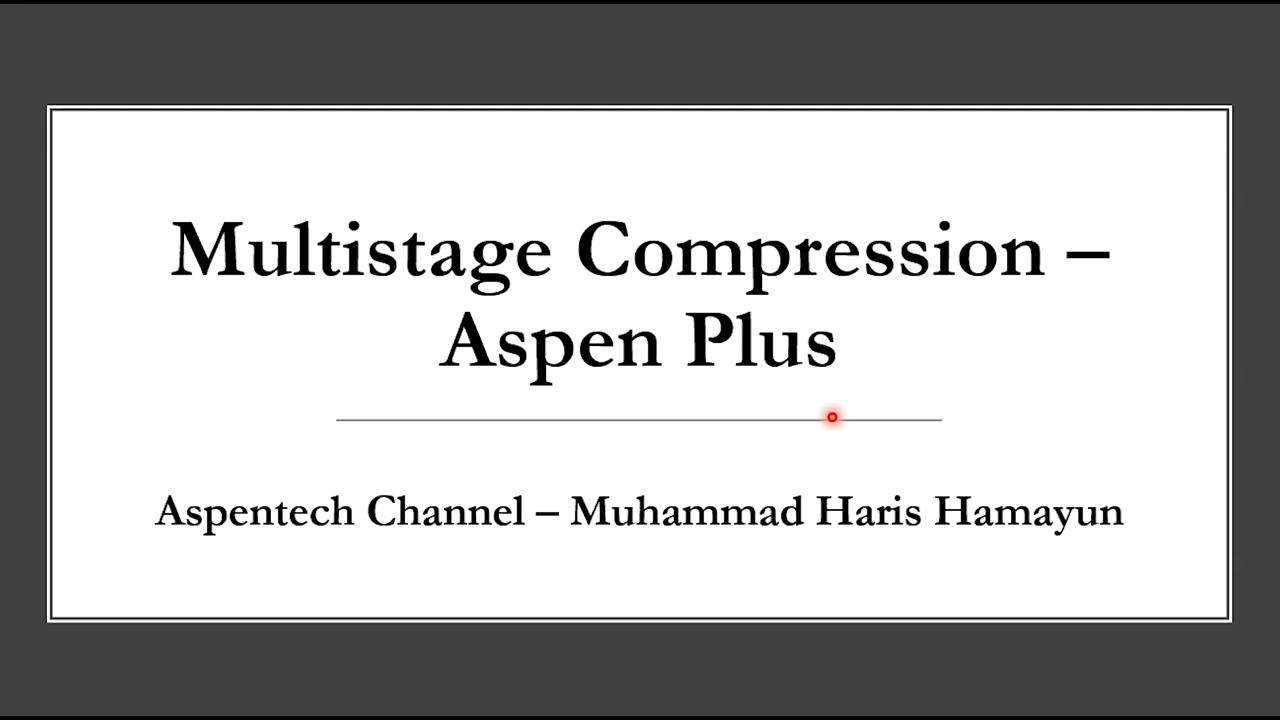 Multistage Compression –
Aspen Plus
Aspentech Channel – Muhammad Haris Hamayun